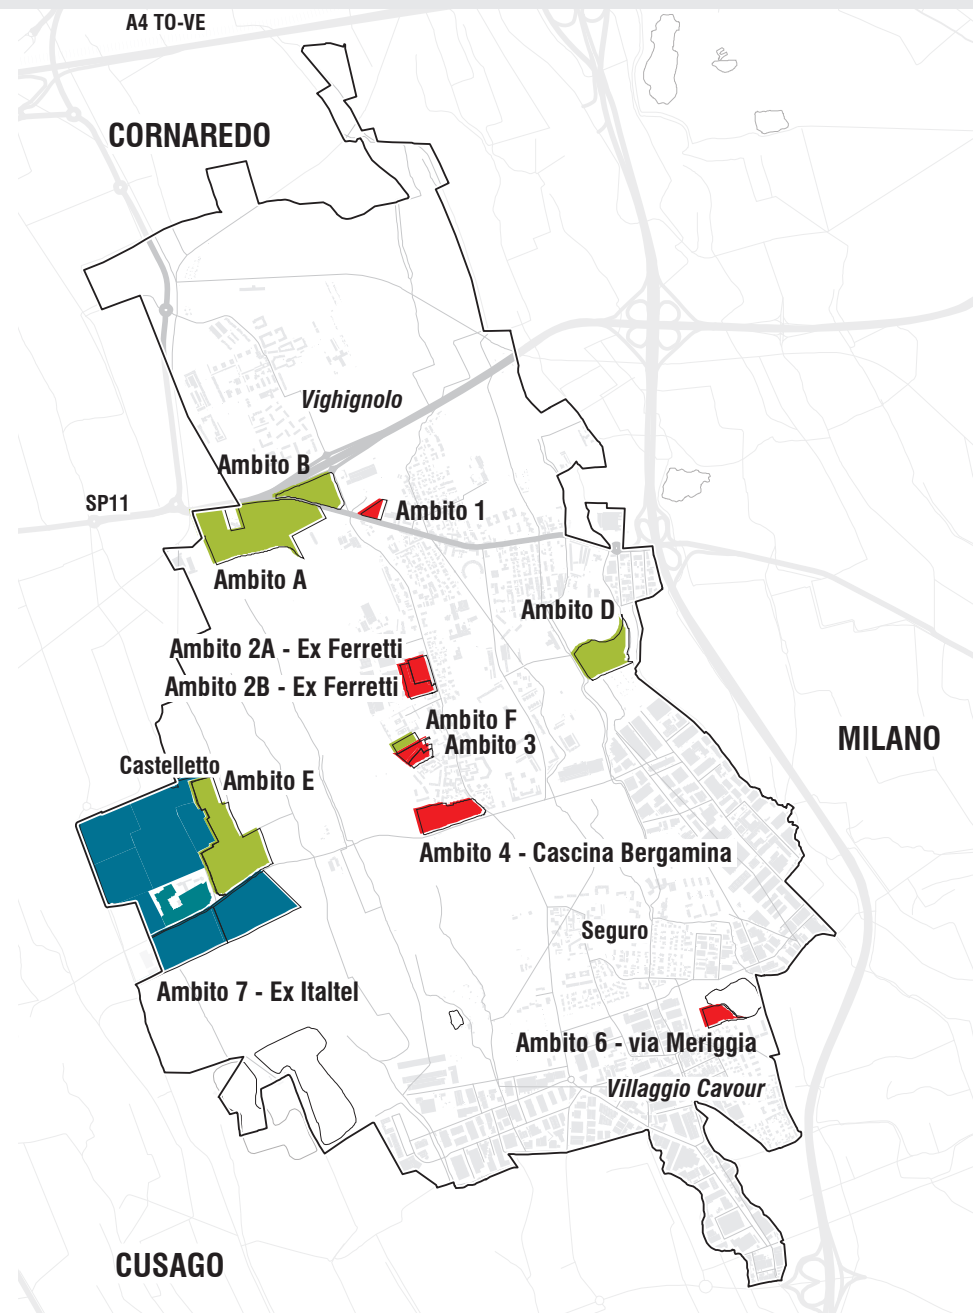 A4 TO-VE
CORNAREDO
Vighignolo
Ambito B
SP11
Ambito 1
Ambito A
Ambito D
Ambito 2A - Ex Ferretti
Ambito 2B - Ex Ferretti
Ambito F
MILANO
Ambito 3
Castelletto
Ambito E
Ambito 4 - Cascina Bergamina
Seguro
Ambito 7 - Ex Italtel
Ambito 6 - via Meriggia
Villaggio Cavour
CUSAGO